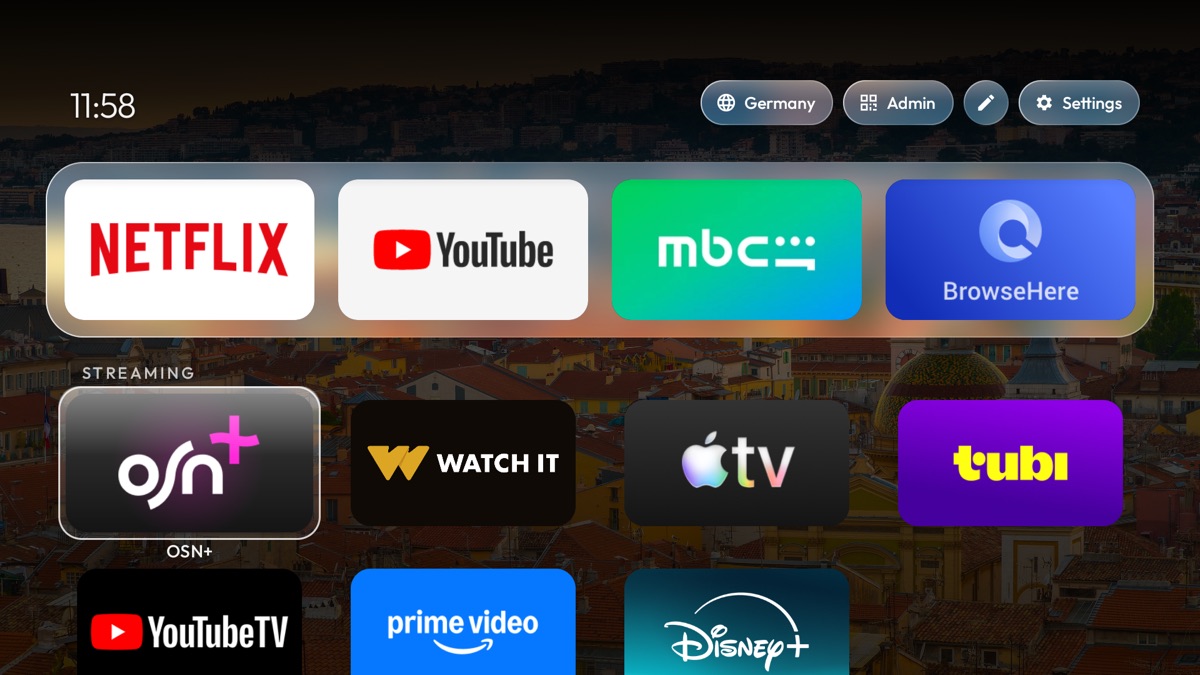 11:58
Germany
Admin
Settings
NETFLIX
YouTube
mbc
BrowseHere
STREAMING
osn+
WATCH IT
tv
tubi
OSN+
YouTubeTV
prime video
Disney+